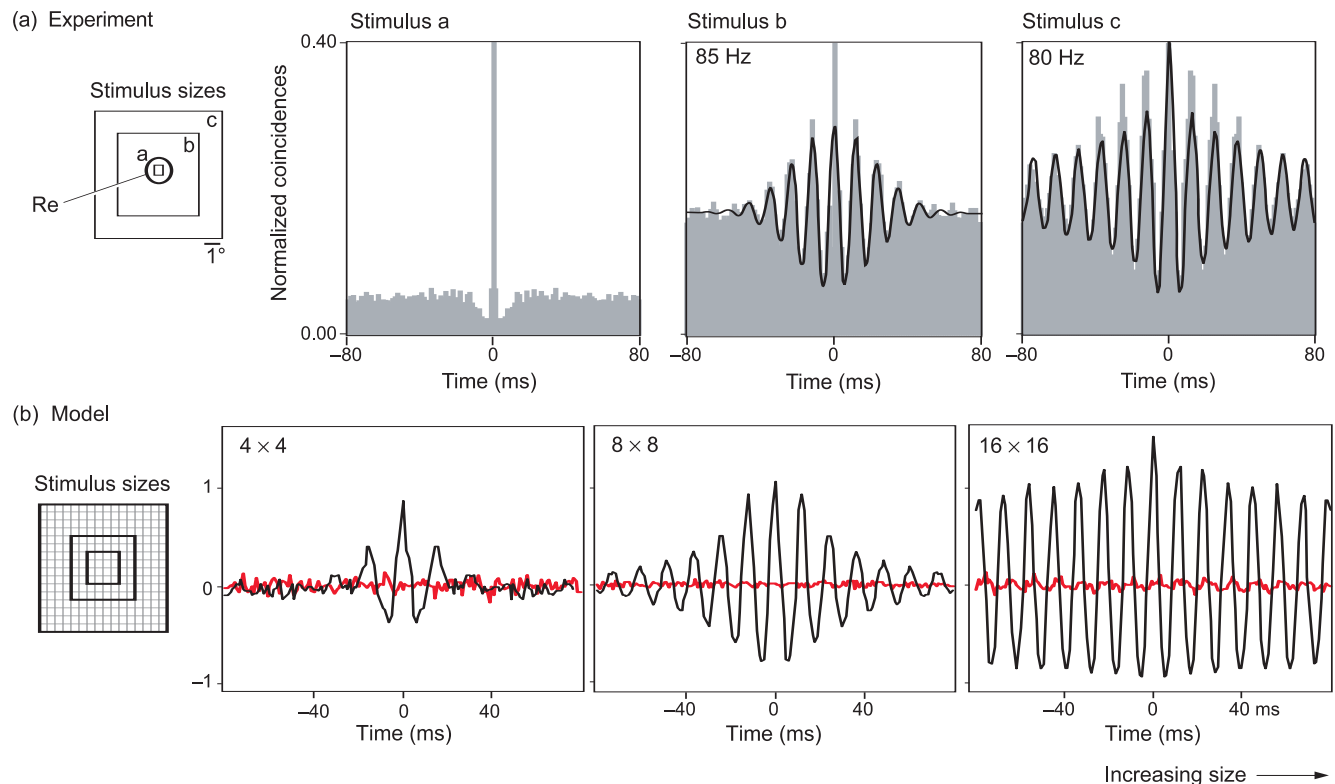 (a) Experiment
Stimulus a
Stimulus b
Stimulus c
Stimulus sizes
c
b
a
Re
1°
Normalized coincidences
0.40
0.00
–80
0
80
Time (ms)
85 Hz
–80
0
80
Time (ms)
80 Hz
–80
0
80
Time (ms)
(b) Model
Stimulus sizes
4 × 4
8 × 8
16 × 16
1
0
–1
–40
0
40
Time (ms)
–40
0
40
Time (ms)
–40
0
40 ms
Time (ms)
Increasing size